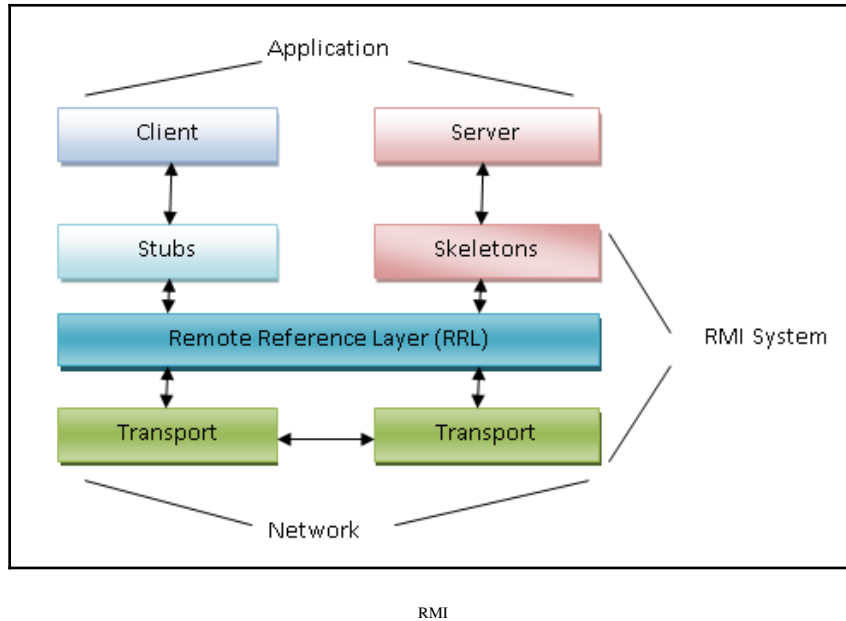 Application
Client
Server
Stubs
Skeletons
Remote Reference Layer (RRL)
RMI System
Transport
Transport
Network
RMI